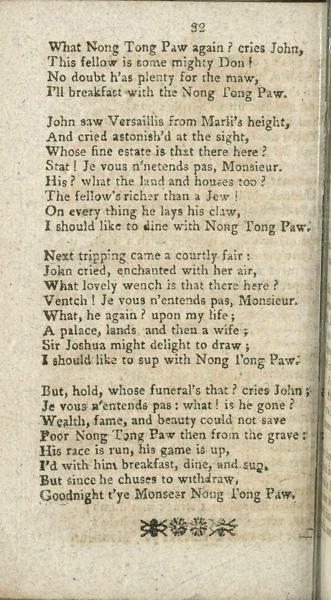 32
What Nong Tong Paw again ? cries John,
This fellow is some mighty Don !
No doubt h'as plenty for the maw,
I'll breakfast with the Nong Tong Paw.
John saw Versaillis from Marli's height,
And cried astonish'd at the sight,
Whose fine estate is that there here ?
Stat ! Je vous n'netends pas, Monsieur.
His ? what the land and houses too ?
The fellow's richer than a Jew !
On every thing he lays his claw,
I should like to dine with Nong Tong Paw.
Next tripping came a courtly fair :
John cried, enchanted with her air,
What lovely wench is that there here ?
Ventch ! Je vous n'entends pas, Monsieur.
What, he again ? upon my life ;
A palace, lands and then a wife ;
Sir Joshua might delight to draw ;
I should like to sup with Nong Tong Paw.
But, hold, whose funeral's that ? cries John ;
Je vous n'entends pas : what ! is he gone ?
Wealth, fame, and beauty could not save
Poor Nong Tong Paw then from the grave :
His race is run, his game is up,
I'd with him breakfast, dine, and sup.
But since he chuses to withdraw,
Goodnight t'ye Monsear Nong Tong Paw.